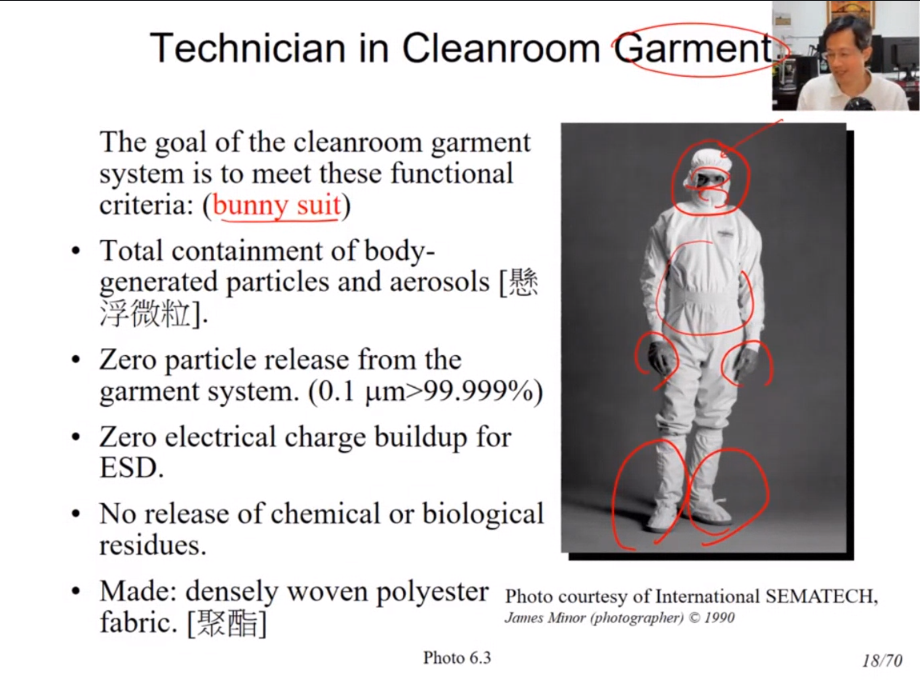 Technician in Cleanroom Garment
The goal of the cleanroom garment
system is to meet these functional
criteria: (bunny suit)
• Total containment of body-
generated particles and aerosols [懸
浮微粒].
• Zero particle release from the
garment system. (0.1 μm>99.999%)
• Zero electrical charge buildup for
ESD.
• No release of chemical or biological
residues.
• Made: densely woven polyester
fabric. [聚酯]
Photo courtesy of International SEMATECH,
James Minor (photographer) © 1990
Photo 6.3
18/70